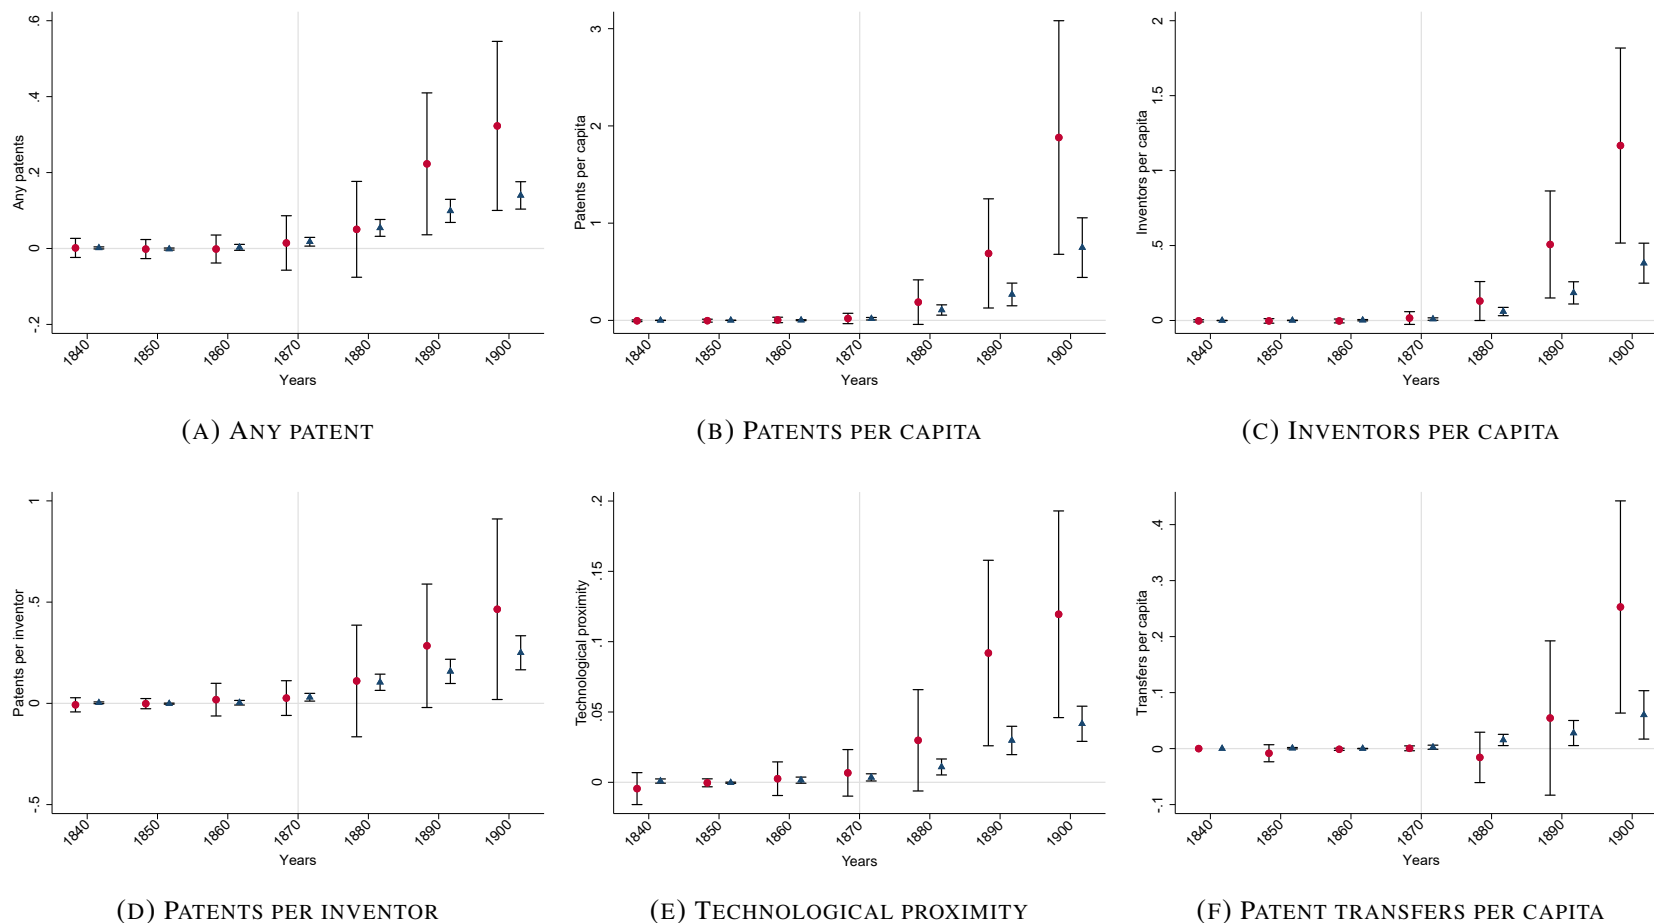 .6
.4
.2
0
-.2
Any patents
1840 1850 1860 1870 1880 1890 1900
Years
(A) ANY PATENT
3
2
1
0
Patents per capita
1840 1850 1860 1870 1880 1890 1900
Years
(B) PATENTS PER CAPITA
2
1.5
1
.5
0
Inventors per capita
1840 1850 1860 1870 1880 1890 1900
Years
(C) INVENTORS PER CAPITA
1
.5
0
-.5
Patents per inventor
1840 1850 1860 1870 1880 1890 1900
Years
(D) PATENTS PER INVENTOR
.2
.15
.1
.05
0
Technological proximity
1840 1850 1860 1870 1880 1890 1900
Years
(E) TECHNOLOGICAL PROXIMITY
.4
.3
.2
.1
0
-.1
Transfers per capita
1840 1850 1860 1870 1880 1890 1900
Years
(F) PATENT TRANSFERS PER CAPITA